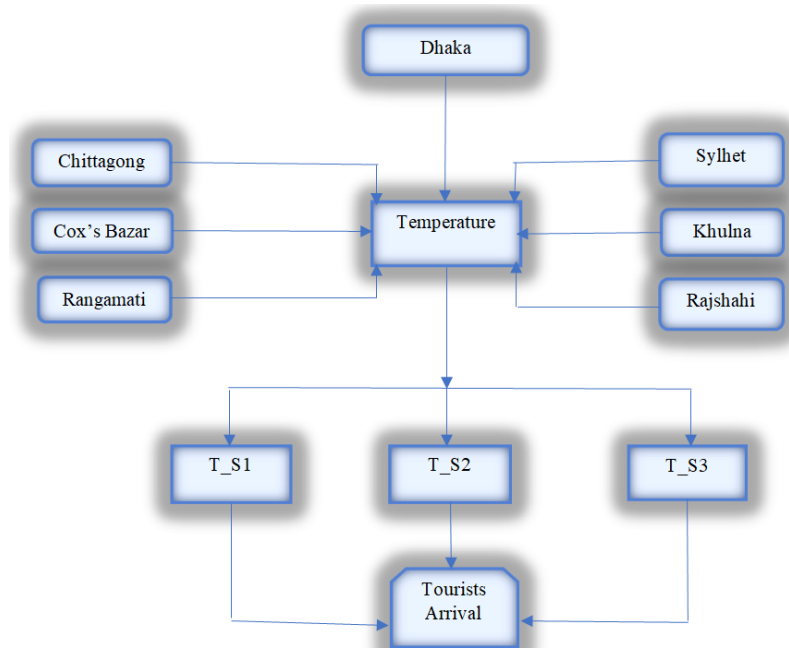 Dhaka
Chittagong
Sylhet
Cox's Bazar
Temperature
Khulna
Rangamati
Rajshahi
T_S1
T_S2
T_S3
Tourists
Arrival